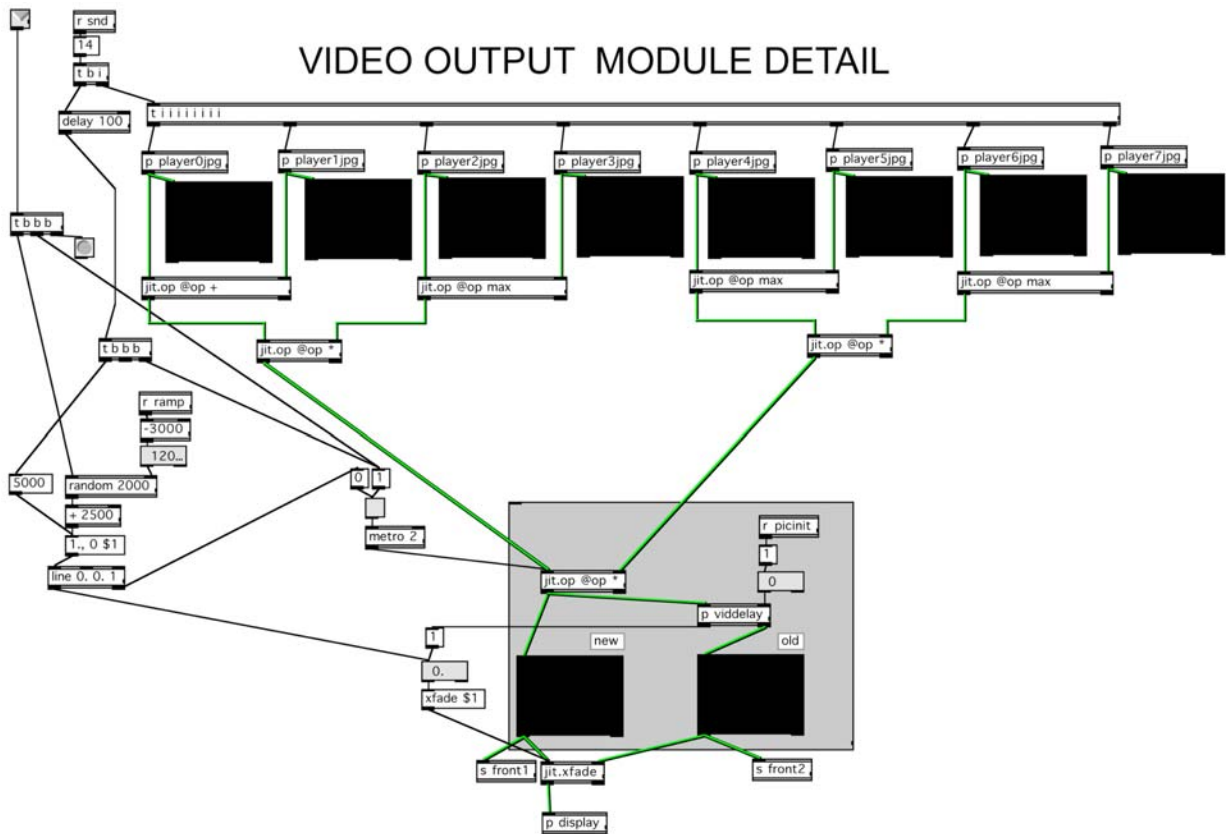 r snd
14
VIDEO OUTPUT MODULE DETAIL
t b i
t i i i i i i i i
delay 100
p player0jpg
p player1jpg
p player2jpg
p player3jpg
p player4jpg
p player5jpg
p player6jpg
p player7jpg
t b b b
jit.op @op +
jit.op @op max
jit.op @op max
jit.op @op max
t b b b
jit.op @op *
jit.op @op *
r ramp
-3000
120...
5000
random 2000
0
1
+ 2500
1., 0 $1
metro 2
r picinit
1
line 0. 0. 1
jit.op @op *
0
p viddelay
1
new
old
0.
xfade $1
s front1
jit.xfade
s front2
p display